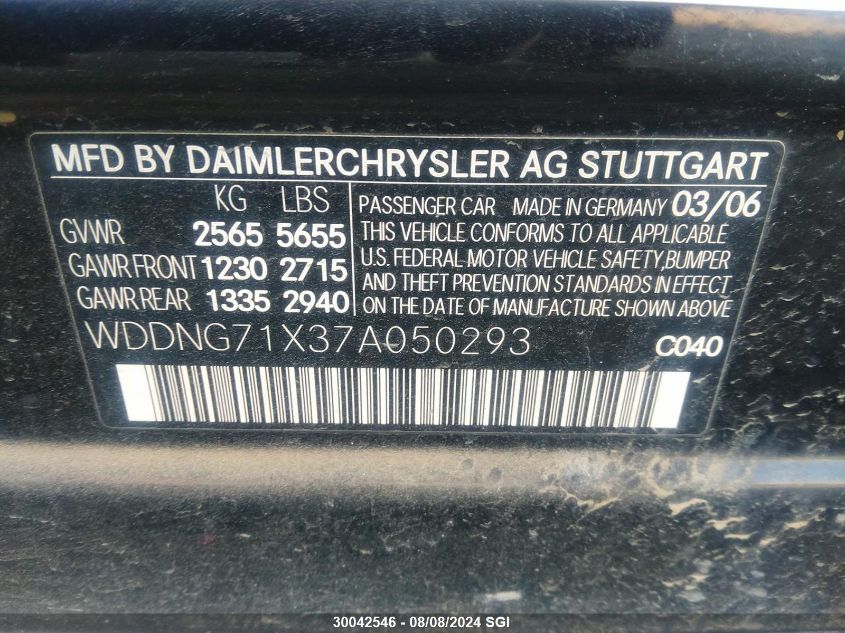 MFD BY DAIMLERCHRYSLER AG STUTTGART
KG LBS
GVWR 2565 5655
GAWR FRONT 1230 2715
GAWR REAR 1335 2940
PASSENGER CAR MADE IN GERMANY 03/06
THIS VEHICLE CONFORMS TO ALL APPLICABLE
U.S. FEDERAL MOTOR VEHICLE SAFETY,BUMPER
AND THEFT PREVENTION STANDARDS IN EFFECT
ON THE DATE OF MANUFACTURE SHOWN ABOVE
WDDNG71X37A050293 C040
30042546 - 08/08/2024 SGI